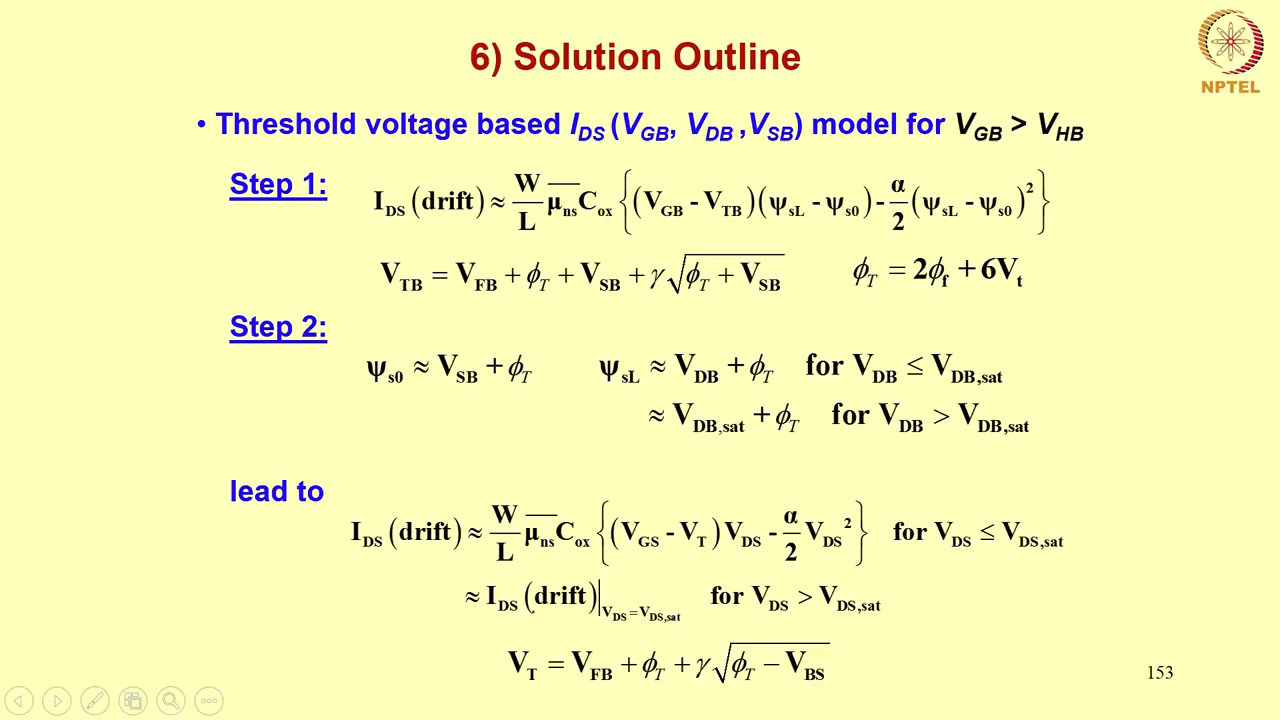 6) Solution Outline
NPTEL
• Threshold voltage based I_DS (V_GB, V_DB ,V_SB) model for V_GB > V_HB
Step 1: I_DS (drift) ≈ W/L μ̅_ns C_ox {(V_GB - V_TB)(ψ_sL - ψ_s0) - α/2 (ψ_sL - ψ_s0)²}
V_TB = V_FB + ϕ_T + V_SB + γ√(ϕ_T + V_SB) ϕ_T = 2ϕ_f + 6V_t
Step 2:
ψ_s0 ≈ V_SB + ϕ_T ψ_sL ≈ V_DB + ϕ_T for V_DB ≤ V_DB,sat
≈ V_DB,sat + ϕ_T for V_DB > V_DB,sat
lead to
I_DS (drift) ≈ W/L μ̅_ns C_ox {(V_GS - V_T) V_DS - α/2 V_DS²} for V_DS ≤ V_DS,sat
≈ I_DS (drift)|_V_DS=V_DS,sat for V_DS > V_DS,sat
V_T = V_FB + ϕ_T + γ√(ϕ_T − V_BS)
153